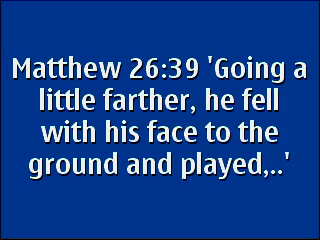 Matthew 26:39 'Going a
little farther, he fell
with his face to the
ground and played,..'